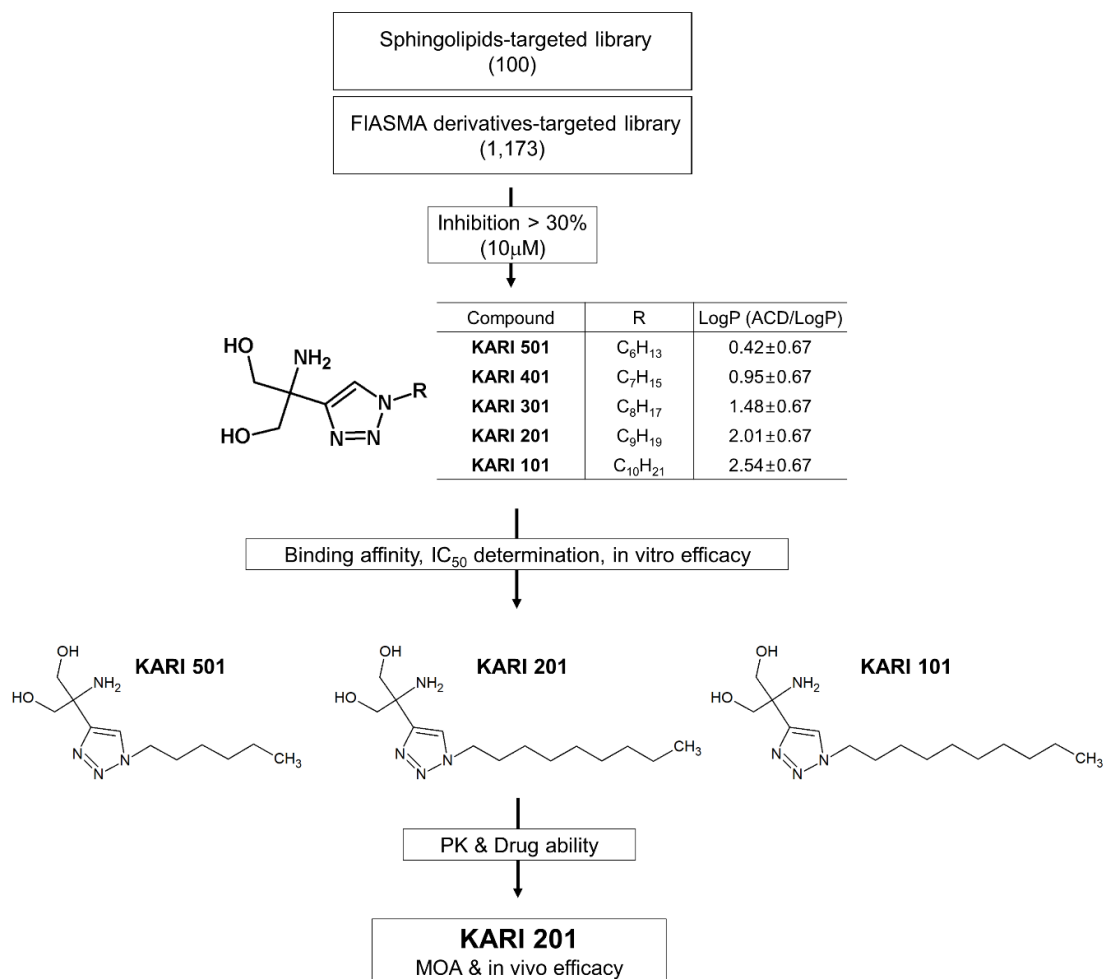 Sphingolipids-targeted library
(100)
FIASMA derivatives-targeted library
(1,173)
Inhibition > 30%
(10μM)
Compound R LogP (ACD/LogP)
KARI 501 C₆H₁₃ 0.42±0.67
KARI 401 C₇H₁₅ 0.95±0.67
KARI 301 C₈H₁₇ 1.48±0.67
KARI 201 C₉H₁₉ 2.01±0.67
KARI 101 C₁₀H₂₁ 2.54±0.67
HO NH₂
N R
HO N N
Binding affinity, IC₅₀ determination, in vitro efficacy
KARI 501 KARI 201 KARI 101
OH OH OH
HO NH₂ HO NH₂ HO NH₂
N N N CH₃ N N N CH₃ N N N CH₃
PK & Drug ability
KARI 201
MOA & in vivo efficacy